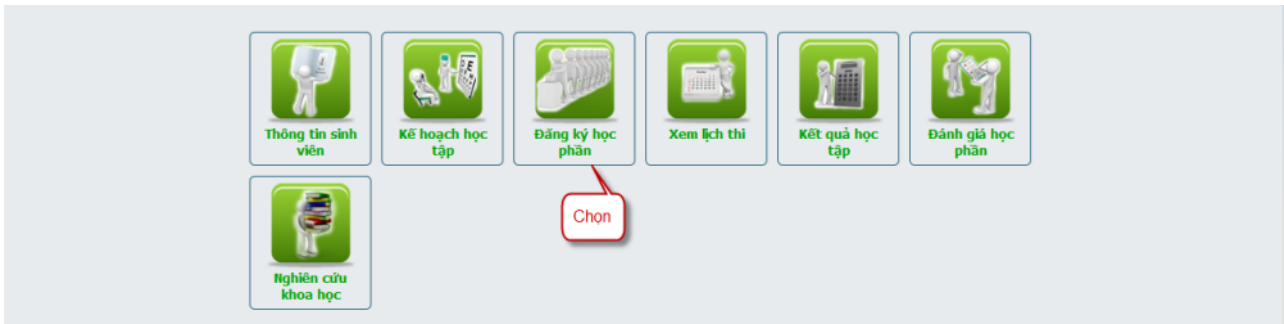 Thông tin sinh
viên
Kế hoạch học
tập
Đăng ký học
phần
Xem lịch thi
Kết quả học
tập
Đánh giá học
phần
Chọn
Nghiên cứu
khoa học